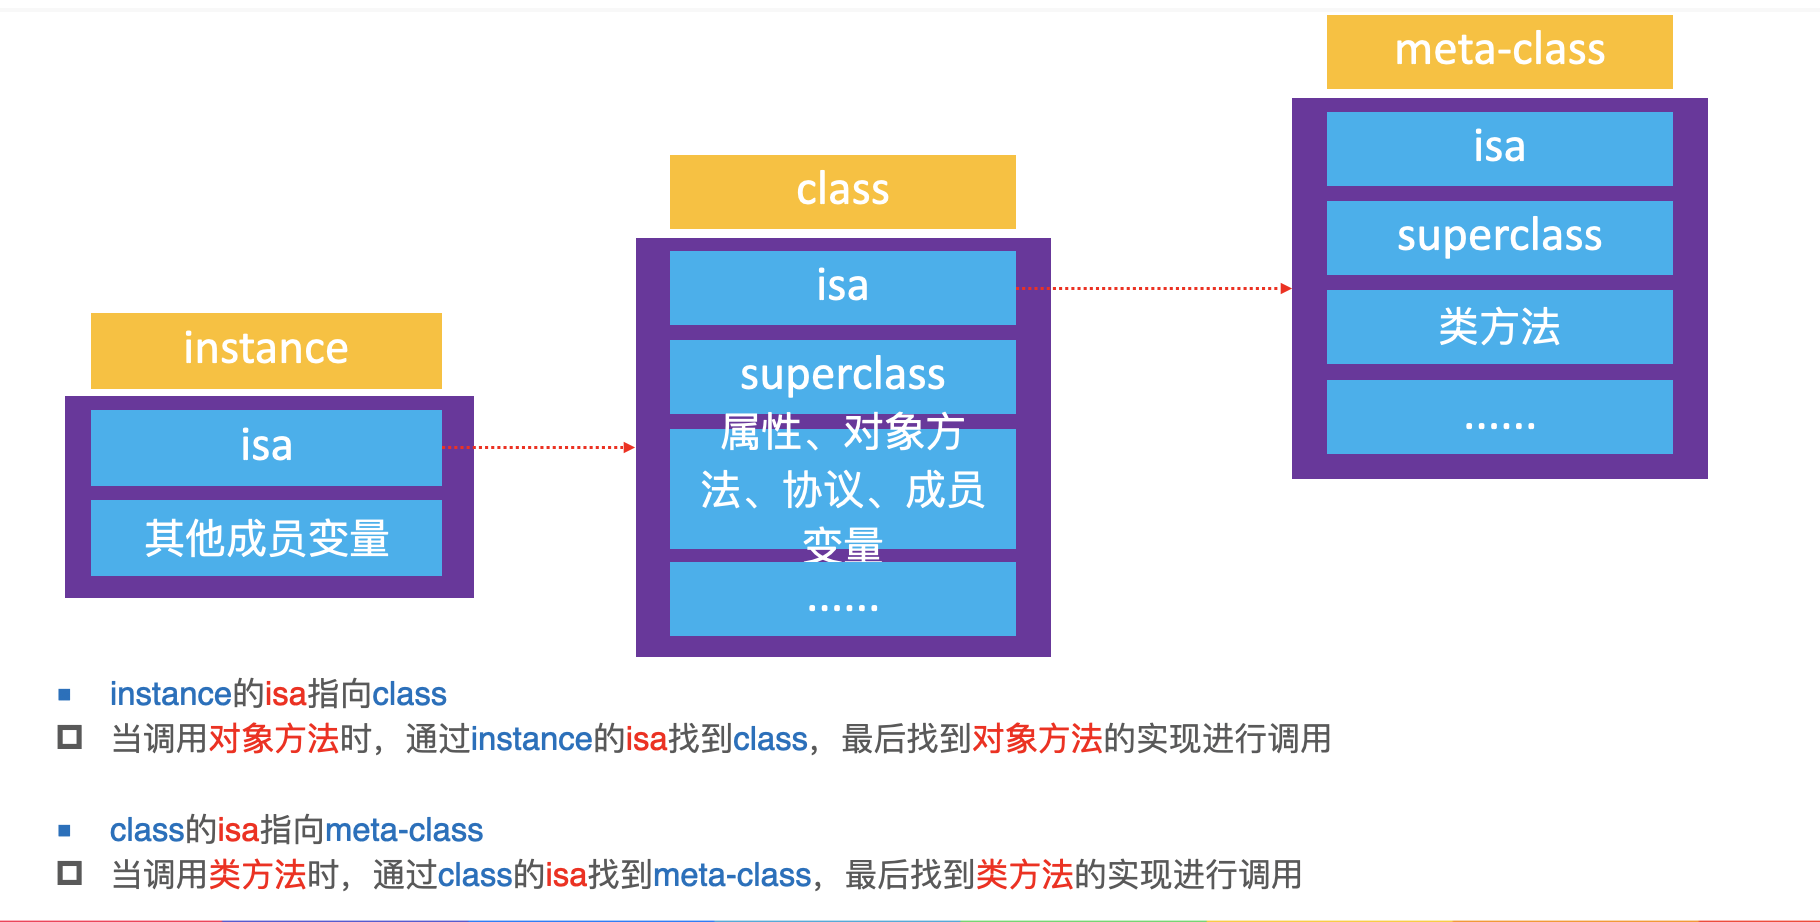 instance
isa
其他成员变量
class
isa
superclass
属性、对象方
法、协议、成员
变量
......
meta-class
isa
superclass
类方法
......
instance的isa指向class
当调用对象方法时，通过instance的isa找到class，最后找到对象方法的实现进行调用
class的isa指向meta-class
当调用类方法时，通过class的isa找到meta-class，最后找到类方法的实现进行调用